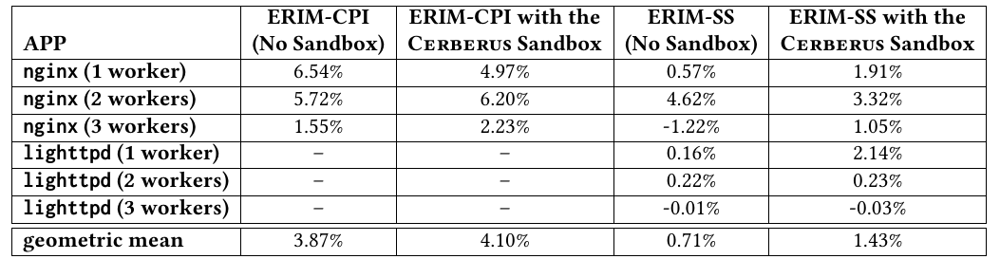 APP ERIM-CPI (No Sandbox) ERIM-CPI with the Cerberus Sandbox ERIM-SS (No Sandbox) ERIM-SS with the Cerberus Sandbox
nginx (1 worker) 6.54% 4.97% 0.57% 1.91%
nginx (2 workers) 5.72% 6.20% 4.62% 3.32%
nginx (3 workers) 1.55% 2.23% -1.22% 1.05%
lighttpd (1 worker) – – 0.16% 2.14%
lighttpd (2 workers) – – 0.22% 0.23%
lighttpd (3 workers) – – -0.01% -0.03%
geometric mean 3.87% 4.10% 0.71% 1.43%